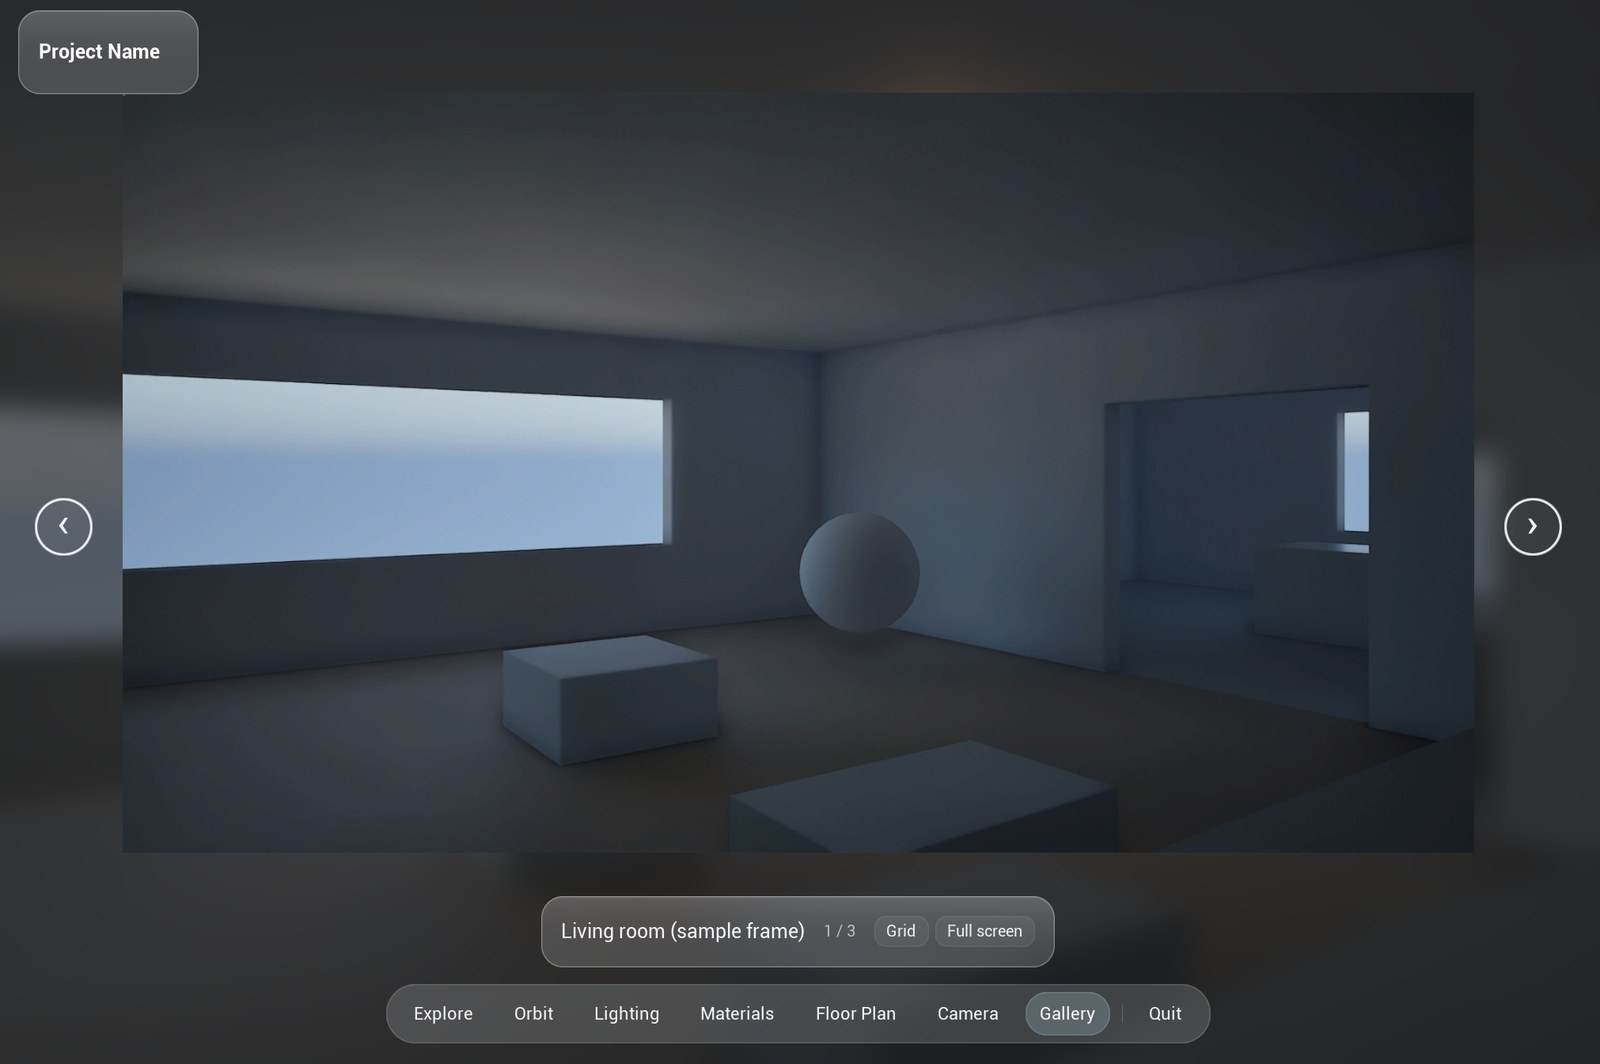 Project Name
‹
›
Living room (sample frame) 1 / 3 Grid Full screen
Explore Orbit Lighting Materials Floor Plan Camera Gallery Quit